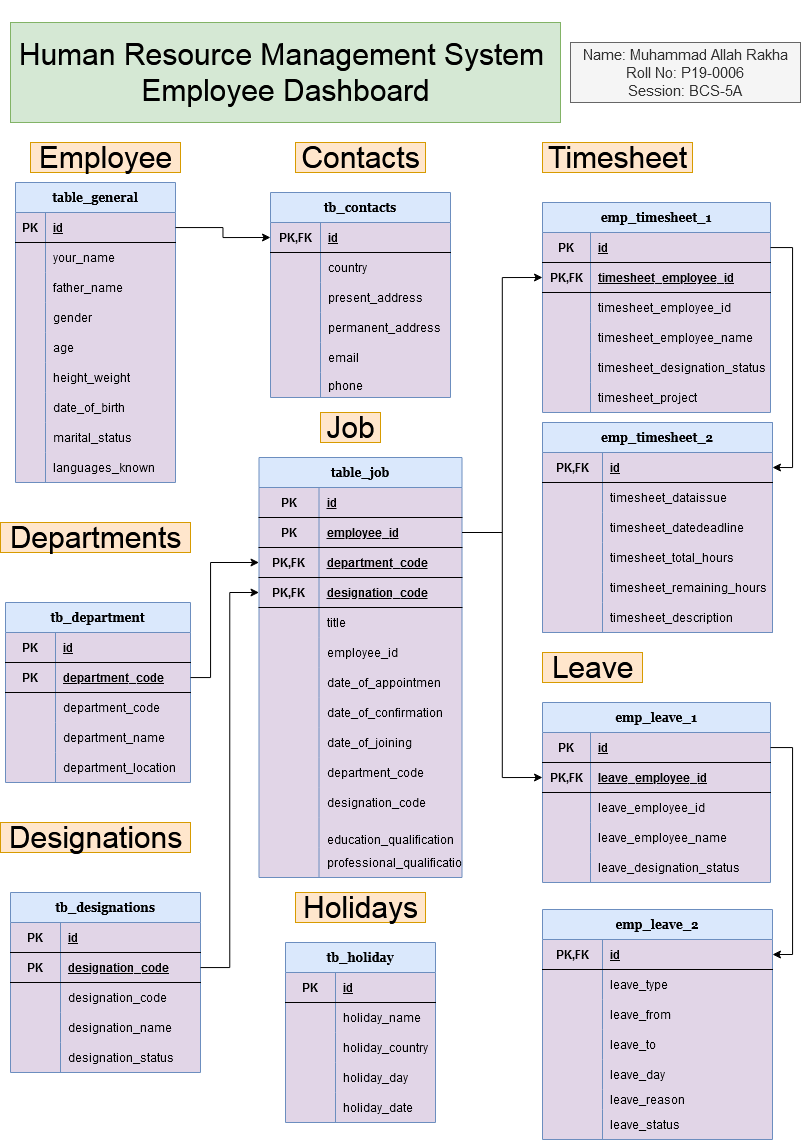 Human Resource Management System
Employee Dashboard
Name: Muhammad Allah Rakha
Roll No: P19-0006
Session: BCS-5A
Employee
table_general
PK id
your_name
father_name
gender
age
height_weight
date_of_birth
marital_status
languages_known
Contacts
tb_contacts
PK,FK id
country
present_address
permanent_address
email
phone
Timesheet
emp_timesheet_1
PK id
PK,FK timesheet_employee_id
timesheet_employee_id
timesheet_employee_name
timesheet_designation_status
timesheet_project
emp_timesheet_2
PK,FK id
timesheet_dataissue
timesheet_datedeadline
timesheet_total_hours
timesheet_remaining_hours
timesheet_description
Job
table_job
PK id
PK employee_id
PK,FK department_code
PK,FK designation_code
title
employee_id
date_of_appointmen
date_of_confirmation
date_of_joining
department_code
designation_code
education_qualification
professional_qualificatio
Departments
tb_department
PK id
PK department_code
department_code
department_name
department_location
Leave
emp_leave_1
PK id
PK,FK leave_employee_id
leave_employee_id
leave_employee_name
leave_designation_status
emp_leave_2
PK,FK id
leave_type
leave_from
leave_to
leave_day
leave_reason
leave_status
Designations
tb_designations
PK id
PK designation_code
designation_code
designation_name
designation_status
Holidays
tb_holiday
PK id
holiday_name
holiday_country
holiday_day
holiday_date